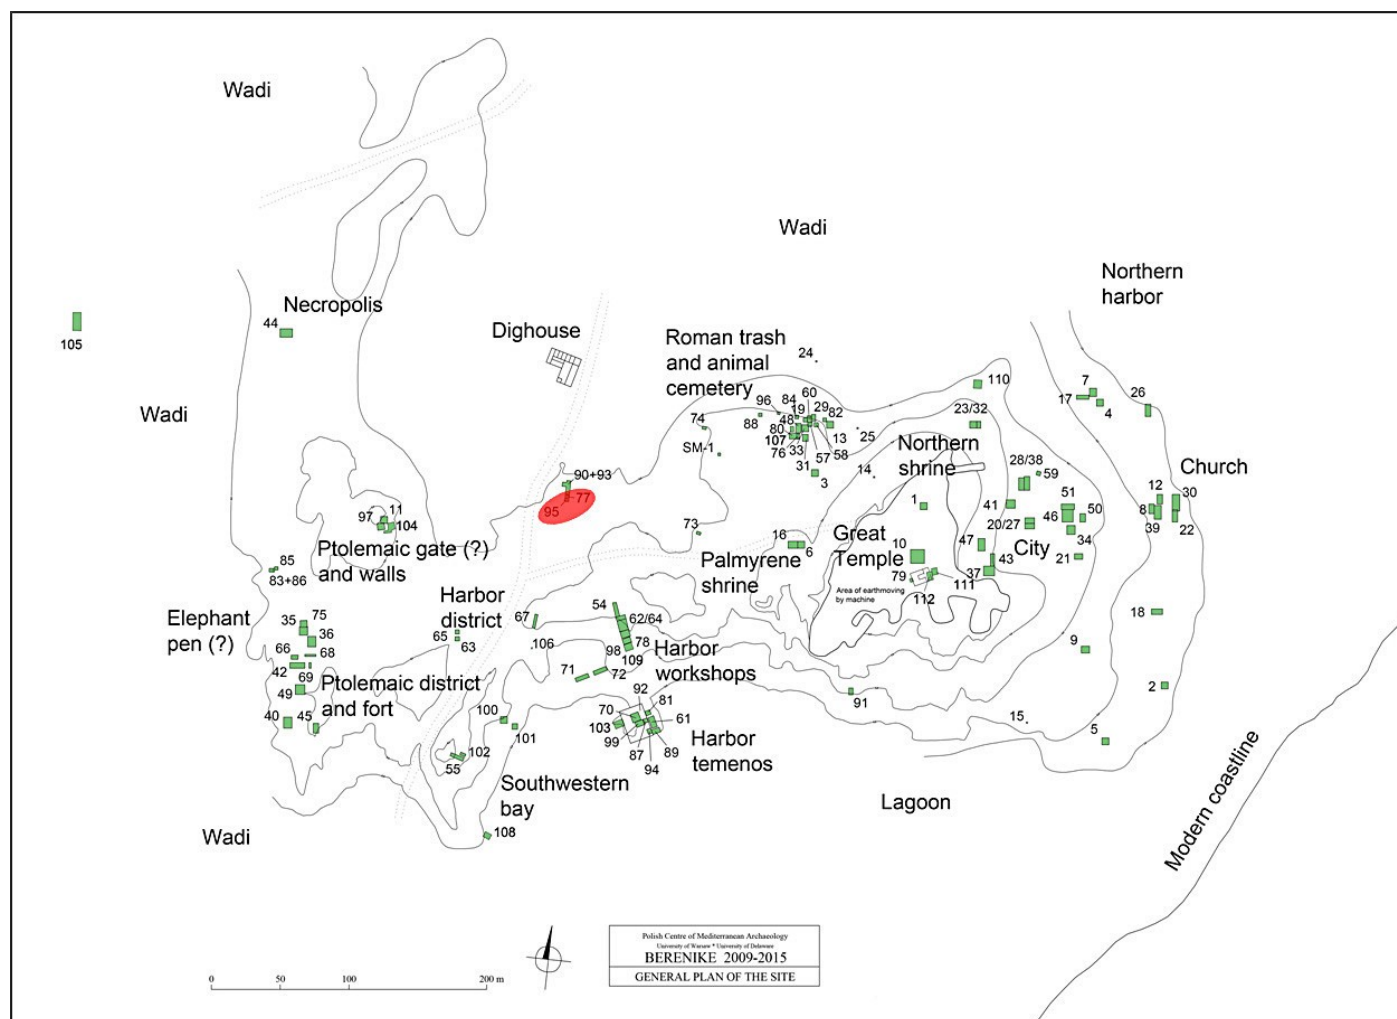 Wadi
Wadi
Northern
harbor
Necropolis
44
105
Dighouse
Roman trash
and animal
cemetery
24
60
110
7
17
4
26
Wadi
96
84
19
29
82
23/32
74
88
48
80
107
76
33
31
13
25
57
58
SM-1
3
14
Northern
shrine
28/38
59
Church
90+93
77
95
12
30
8
39
22
1
41
51
46
50
20/27
34
97
11
104
73
16
6
Great
Temple
10
47
City
43
21
37
Ptolemaic gate (?)
and walls
85
83+86
Palmyrene
shrine
79
Area of earthmoving
by machine
111
112
Harbor
district
54
62/64
67
18
Elephant
pen (?)
35
75
36
65
63
106
78
98
109
9
66
68
42
69
71
72
Harbor
workshops
49
Ptolemaic district
and fort
92
81
2
91
40
45
100
70
103
61
15
101
99
87
89
94
Harbor
temenos
5
102
55
Southwestern
bay
Lagoon
Wadi
108
Modern coastline
Polish Centre of Mediterranean Archaeology
University of Warsaw * University of Delaware
BERENIKE 2009-2015
GENERAL PLAN OF THE SITE
0 50 100 200 m